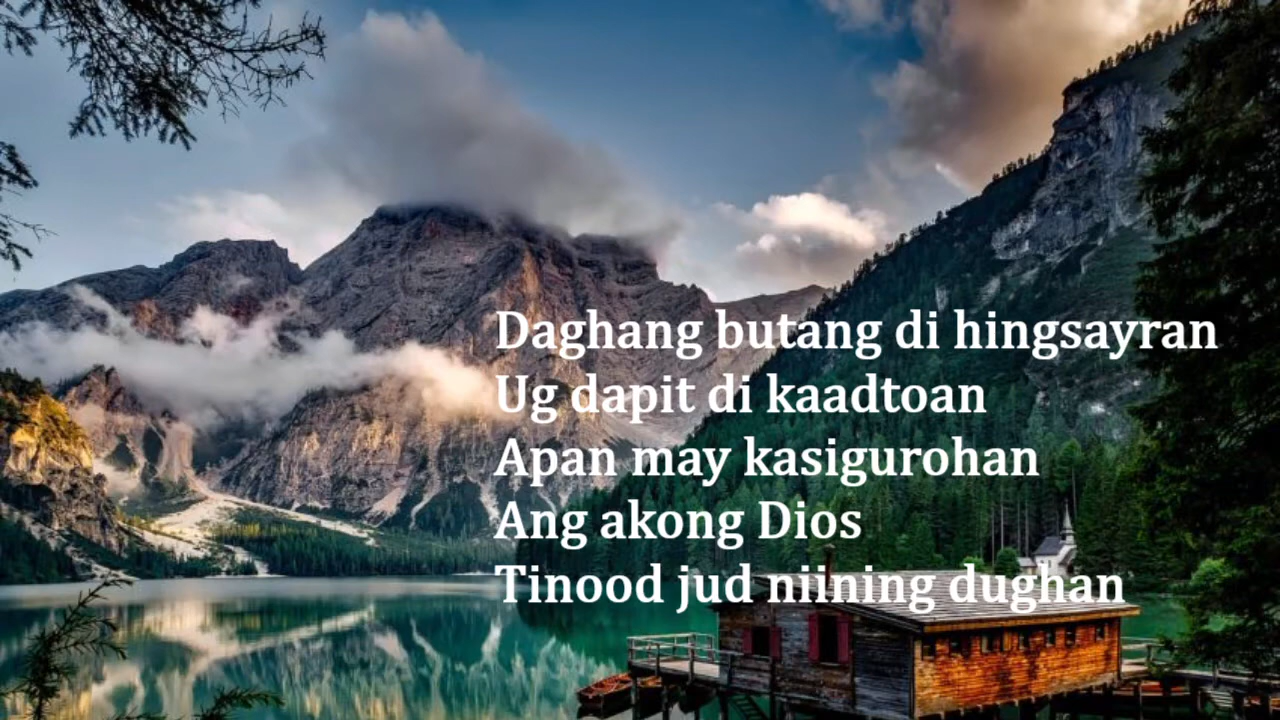 Daghang butang di hingsayran
Ug dapit di kaadtoan
Apan may kasigurohan
Ang akong Dios
Tinood jud niining dughan